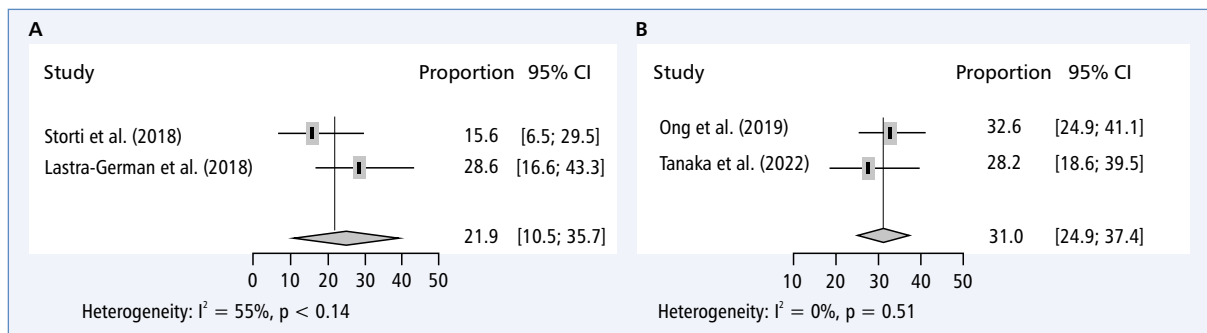 A
Study Proportion 95% CI
Storti et al. (2018) 15.6 [6.5; 29.5]
Lastra-German et al. (2018) 28.6 [16.6; 43.3]
21.9 [10.5; 35.7]
0 10 20 30 40 50
Heterogeneity: I² = 55%, p < 0.14
B
Study Proportion 95% CI
Ong et al. (2019) 32.6 [24.9; 41.1]
Tanaka et al. (2022) 28.2 [18.6; 39.5]
31.0 [24.9; 37.4]
10 20 30 40 50
Heterogeneity: I² = 0%, p = 0.51